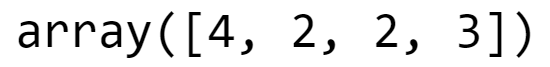 array([4, 2, 2, 3])